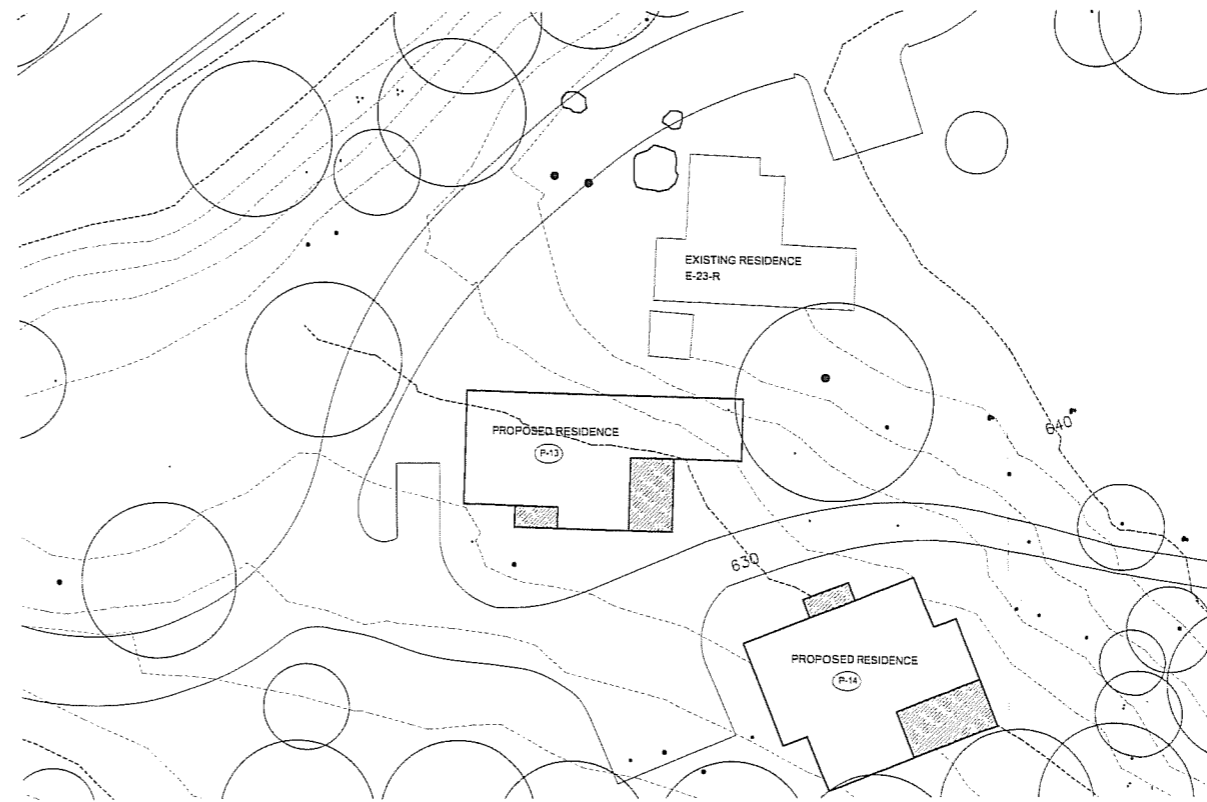 EXISTING RESIDENCE
E-23-R
640
PROPOSED RESIDENCE
P-13
630
PROPOSED RESIDENCE
P-14